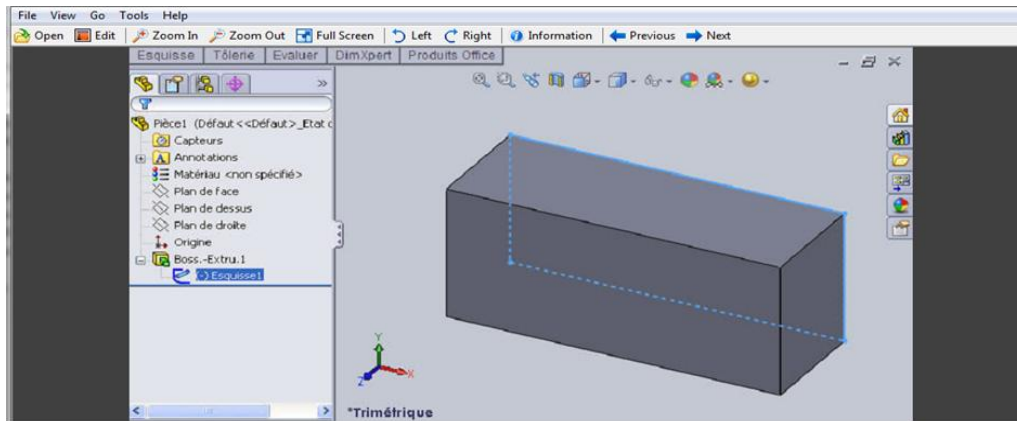 File View Go Tools Help
Open Edit Zoom In Zoom Out Full Screen Left Right Information Previous Next
Esquisse Tôlerie Evaluer DimXpert Produits Office
»
Pièce1 (Défaut<<Défaut>_Etat c
Capteurs
A Annotations
Matériau <non spécifié>
Plan de face
Plan de dessus
Plan de droite
Origine
Boss.-Extru.1
(-) Esquisse1
Y
X
Z
*Trimétrique